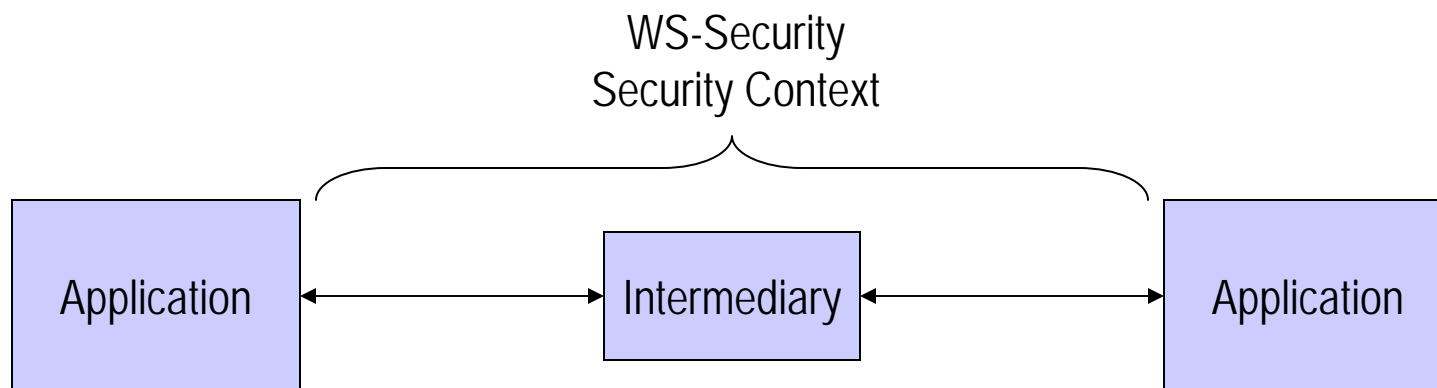 WS-Security
Security Context
Application
Intermediary
Application